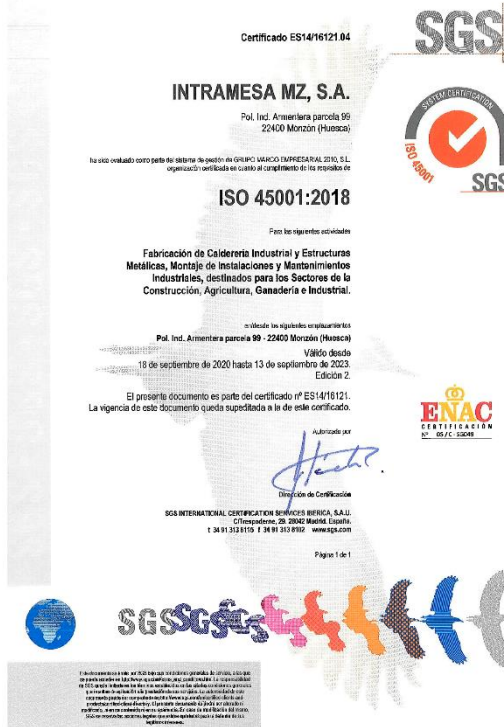 Certificado ES14/16121.04
SGS
INTRAMESA MZ, S.A.
Pol. Ind. Armentera parcela 99
22400 Monzón (Huesca)
SYSTEM CERTIFICATION
ISO 45001
SGS
ha sido evaluado como parte del sistema de gestión de GRUPO MARCO EMPRESARIAL 2010, S.L.
organización certificada en cuanto al cumplimiento de los requisitos de
ISO 45001:2018
Para las siguientes actividades
Fabricación de Calderería Industrial y Estructuras
Metálicas, Montaje de Instalaciones y Mantenimientos
Industriales, destinados para los Sectores de la
Construcción, Agricultura, Ganadería e Industrial.
en/desde los siguientes emplazamientos
Pol. Ind. Armentera parcela 99 - 22400 Monzón (Huesca)
Válido desde
18 de septiembre de 2020 hasta 13 de septiembre de 2023.
Edición 2.
El presente documento es parte del certificado nº ES14/16121.
La vigencia de este documento queda supeditada a la de este certificado.
ENAC
CERTIFICACIÓN
Nº 05/C-SG049
Autorizado por
Dirección de Certificación
SGS INTERNATIONAL CERTIFICATION SERVICES IBERICA, S.A.U.
C/Trespaderne, 29. 28042 Madrid. España.
t 34 91 313 8115 f 34 91 313 8102 www.sgs.com
Página 1 de 1
SGSSGSGS